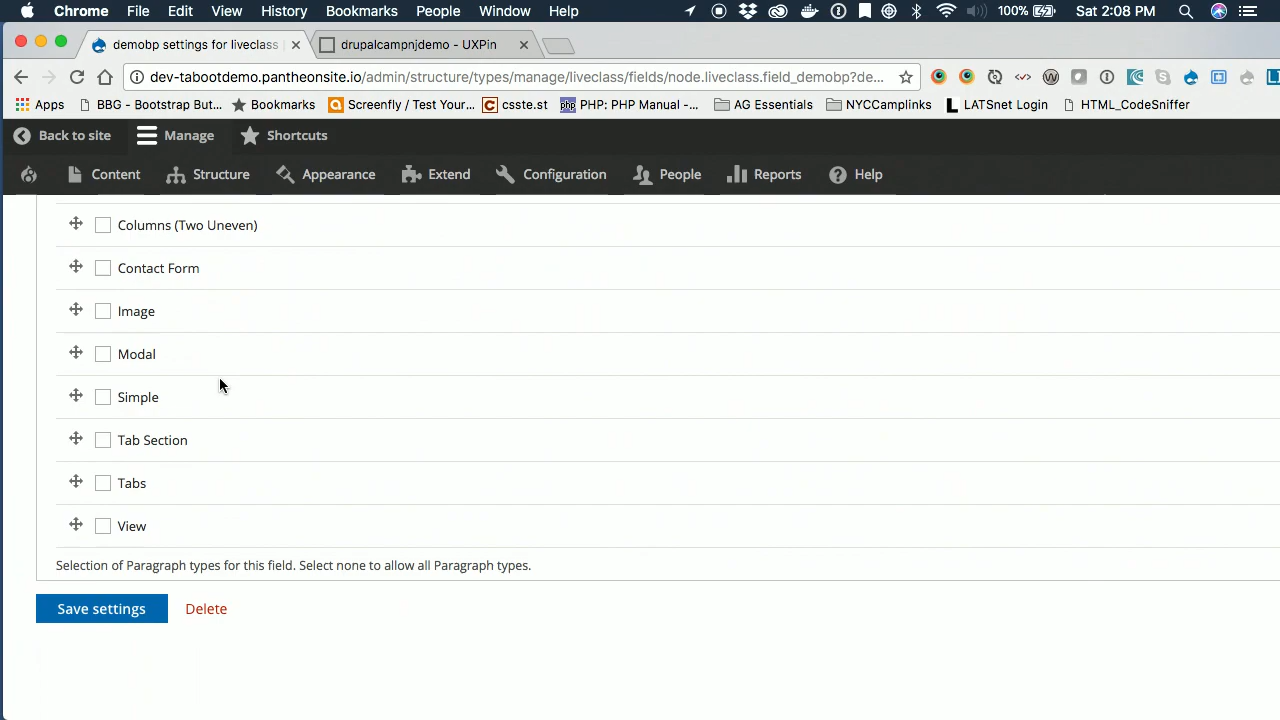 Chrome File Edit View History Bookmarks People Window Help 100% Sat 2:08 PM
demobp settings for liveclass drupalcampnjdemo - UXPin
dev-tabootdemo.pantheonsite.io/admin/structure/types/manage/liveclass/fields/node.liveclass.field_demobp?de...
Apps BBG - Bootstrap But... Bookmarks Screenfly / Test Your... csste.st PHP: PHP Manual -... AG Essentials NYCCamplinks LATSnet Login HTML_CodeSniffer
Back to site Manage Shortcuts
Content Structure Appearance Extend Configuration People Reports Help
Columns (Two Uneven)
Contact Form
Image
Modal
Simple
Tab Section
Tabs
View
Selection of Paragraph types for this field. Select none to allow all Paragraph types.
Save settings Delete